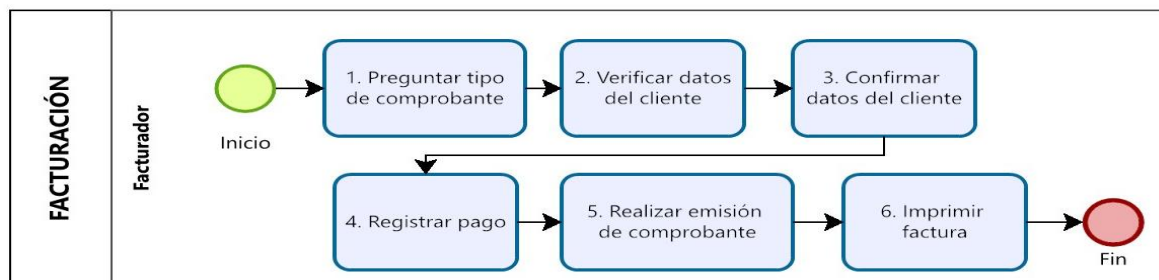 FACTURACIÓN
Facturador
Inicio
1. Preguntar tipo
de comprobante
2. Verificar datos
del cliente
3. Confirmar
datos del cliente
4. Registrar pago
5. Realizar emisión
de comprobante
6. Imprimir
factura
Fin